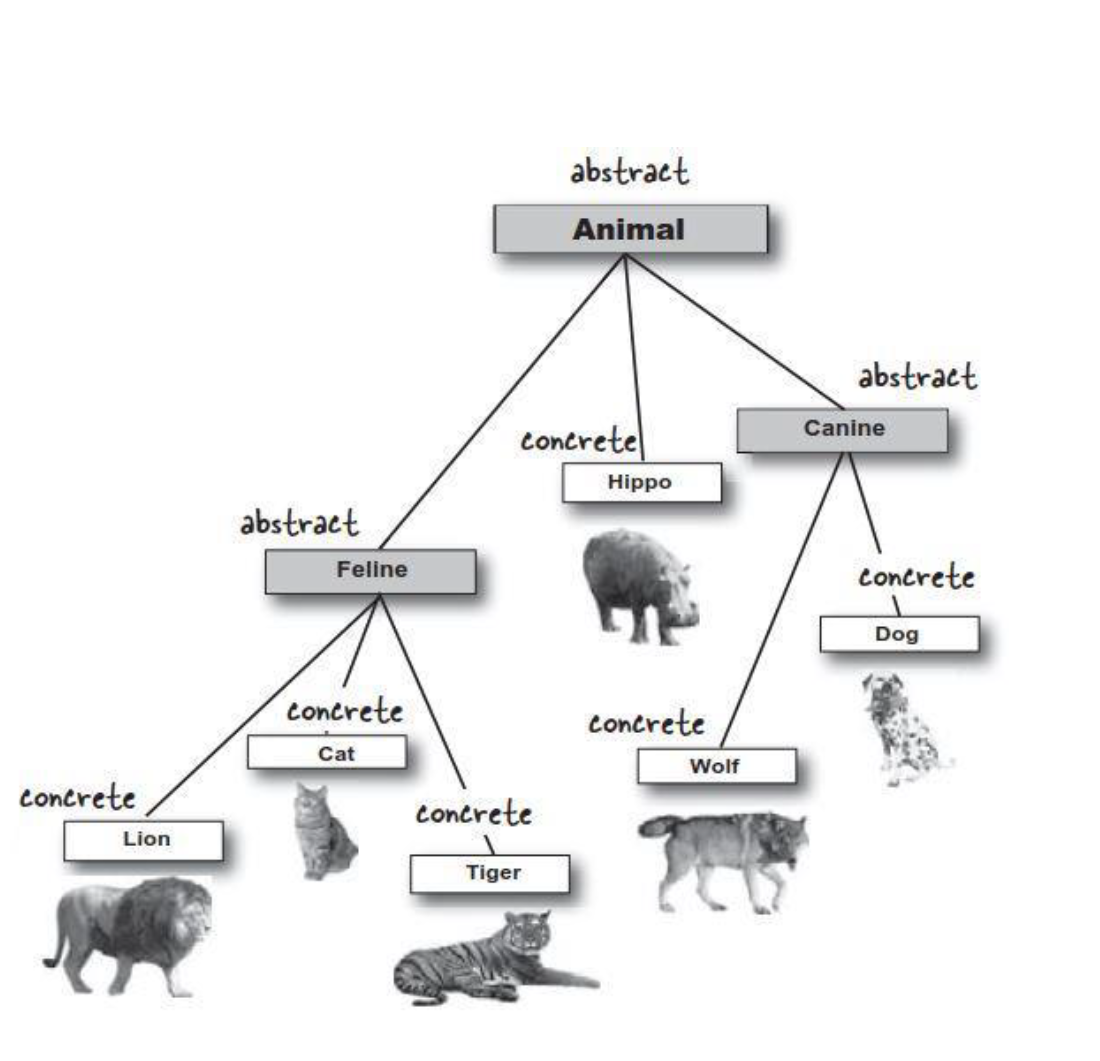 abstract
Animal
abstract
Canine
concrete
Hippo
abstract
Feline
concrete
Dog
concrete
Cat
concrete
Wolf
concrete
Lion
concrete
Tiger